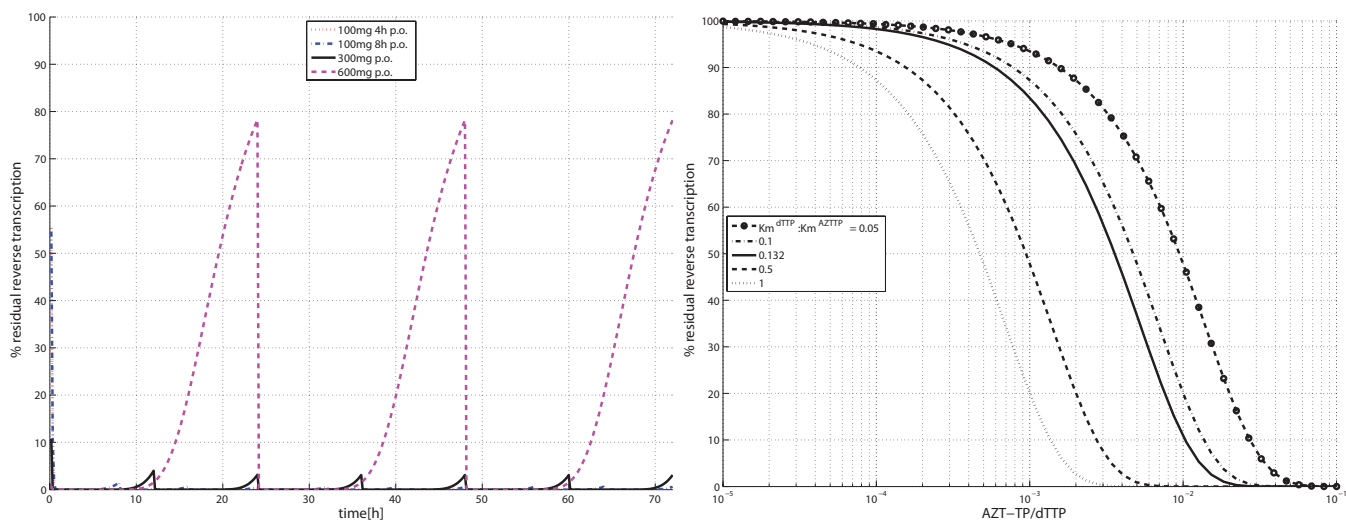 % residual reverse transcription
100
90
80
70
60
50
40
30
20
10
0
100mg 4h p.o.
100mg 8h p.o.
300mg p.o.
600mg p.o.
0 10 20 30 40 50 60 70
time[h]
% residual reverse transcription
100
90
80
70
60
50
40
30
20
10
0
Km^dTTP :Km^AZTTP = 0.05
0.1
0.132
0.5
1
10^−5 10^−4 10^−3 10^−2 10^−1
AZT−TP/dTTP